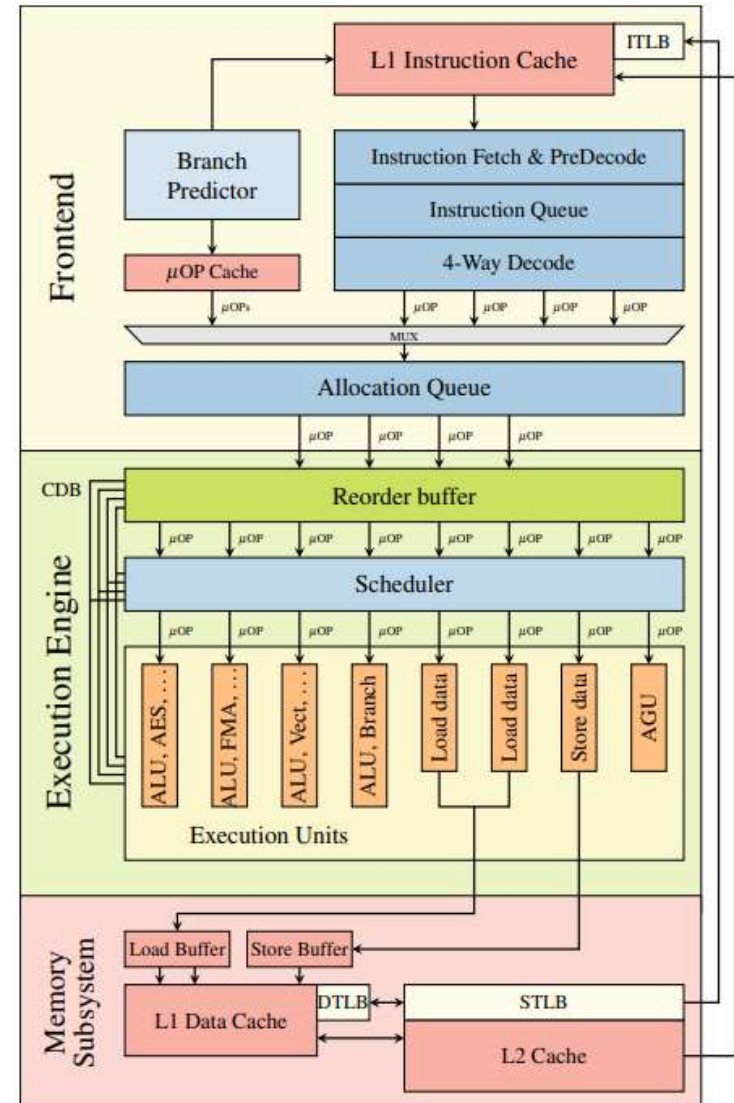 Frontend
L1 Instruction Cache
ITLB
Branch
Predictor
Instruction Fetch & PreDecode
Instruction Queue
4-Way Decode
μOP Cache
μOPs
μOP μOP μOP μOP
MUX
Allocation Queue
μOP μOP μOP μOP
Execution Engine
CDB
Reorder buffer
μOP μOP μOP μOP μOP μOP μOP μOP
Scheduler
μOP μOP μOP μOP μOP μOP μOP μOP
ALU, AES, …
ALU, FMA, …
ALU, Vect, …
ALU, Branch
Load data
Load data
Store data
AGU
Execution Units
Memory
Subsystem
Load Buffer
Store Buffer
L1 Data Cache
DTLB
STLB
L2 Cache